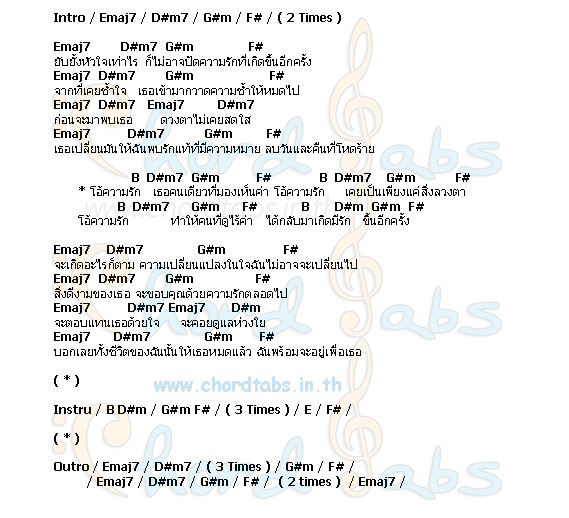 Intro / Emaj7 / D#m7 / G#m / F# / ( 2 Times )
Emaj7 D#m7 G#m F#
ยับยั้งหัวใจเท่าไร ก็ไม่อาจปัดความรักที่เกิดขึ้นอีกครั้ง
Emaj7 D#m7 G#m F#
จากที่เคยช้ำใจ เธอเข้ามากวาดความช้ำให้หมดไป
Emaj7 D#m7 Emaj7 D#m7
ก่อนจะมาพบเธอ ดวงตาไม่เคยสดใส
Emaj7 D#m7 G#m F#
เธอเปลี่ยนมันให้ฉันพบรักแท้ที่มีความหมาย ลบวันและคืนที่โหดร้าย
B D#m7 G#m F# B D#m7 G#m F#
* โอ้ความรัก เธอคนเดียวที่มองเห็นค่า โอ้ความรัก เคยเป็นเพียงแค่สิ่งลวงตา
B D#m7 G#m F# B D#m G#m F#
โอ้ความรัก ทำให้คนที่ดูไร้ค่า ได้กลับมาเกิดมีรัก ขึ้นอีกครั้ง
Emaj7 D#m7 G#m F#
จะเกิดอะไรก็ตาม ความเปลี่ยนแปลงในใจฉันไม่อาจจะเปลี่ยนไป
Emaj7 D#m7 G#m F#
สิ่งดีงามของเธอ จะขอบคุณด้วยความรักตลอดไป
Emaj7 D#m7 Emaj7 D#m
จะตอบแทนเธอด้วยใจ จะคอยดูแลห่วงใย
Emaj7 D#m7 G#m F#
บอกเลยทั้งชีวิตของฉันนั้นให้เธอหมดแล้ว ฉันพร้อมจะอยู่เพื่อเธอ
( * )
www.chordtabs.in.th
Instru / B D#m / G#m F# / ( 3 Times ) / E / F# /
( * )
Outro / Emaj7 / D#m7 / ( 3 Times ) / G#m / F# /
/ Emaj7 / D#m7 / G#m / F# / ( 2 times ) / Emaj7 /